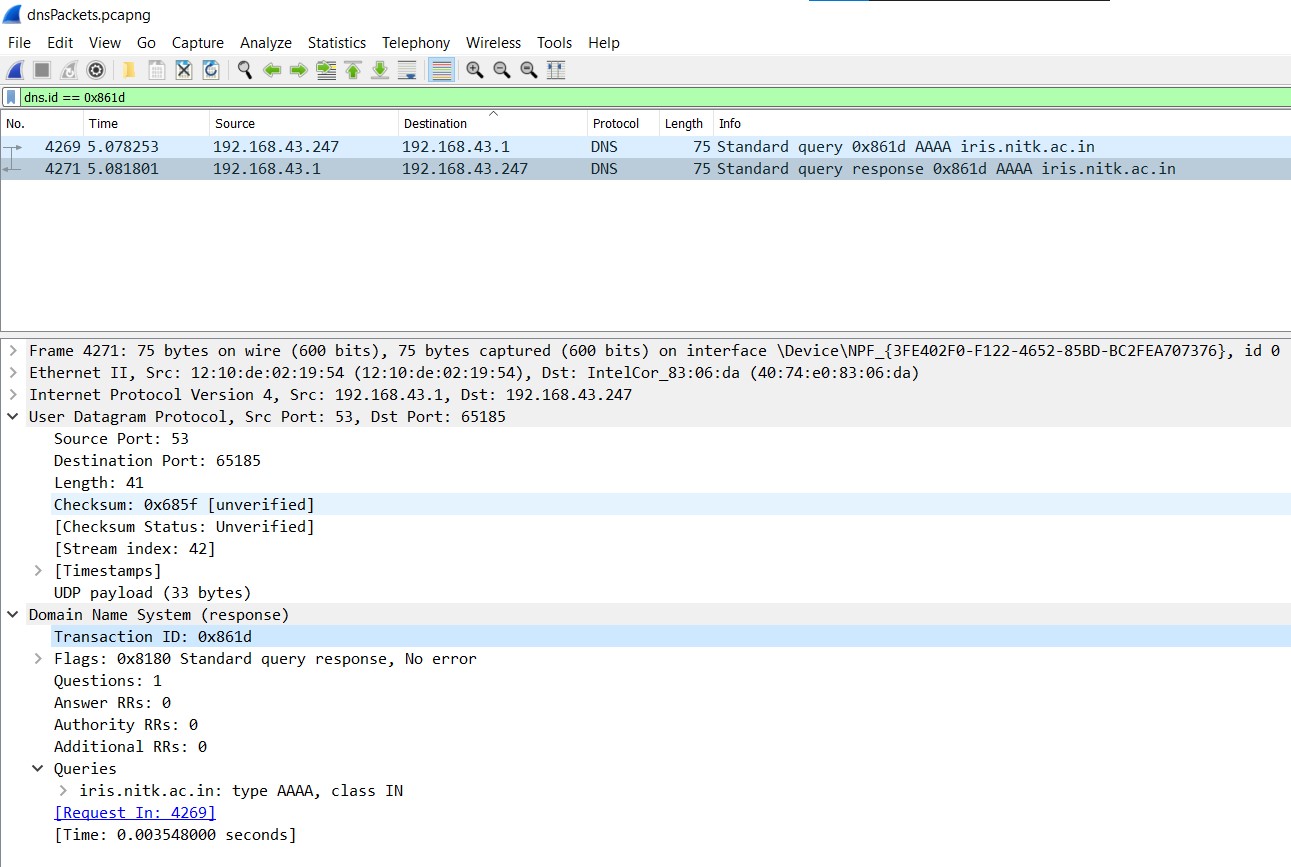 dnsPackets.pcapng
File Edit View Go Capture Analyze Statistics Telephony Wireless Tools Help
dns.id == 0x861d
No. Time Source Destination Protocol Length Info
4269 5.078253 192.168.43.247 192.168.43.1 DNS 75 Standard query 0x861d AAAA iris.nitk.ac.in
4271 5.081801 192.168.43.1 192.168.43.247 DNS 75 Standard query response 0x861d AAAA iris.nitk.ac.in
Frame 4271: 75 bytes on wire (600 bits), 75 bytes captured (600 bits) on interface \Device\NPF_{3FE402F0-F122-4652-85BD-BC2FEA707376}, id 0
Ethernet II, Src: 12:10:de:02:19:54 (12:10:de:02:19:54), Dst: IntelCor_83:06:da (40:74:e0:83:06:da)
Internet Protocol Version 4, Src: 192.168.43.1, Dst: 192.168.43.247
User Datagram Protocol, Src Port: 53, Dst Port: 65185
Source Port: 53
Destination Port: 65185
Length: 41
Checksum: 0x685f [unverified]
[Checksum Status: Unverified]
[Stream index: 42]
[Timestamps]
UDP payload (33 bytes)
Domain Name System (response)
Transaction ID: 0x861d
Flags: 0x8180 Standard query response, No error
Questions: 1
Answer RRs: 0
Authority RRs: 0
Additional RRs: 0
Queries
iris.nitk.ac.in: type AAAA, class IN
[Request In: 4269]
[Time: 0.003548000 seconds]